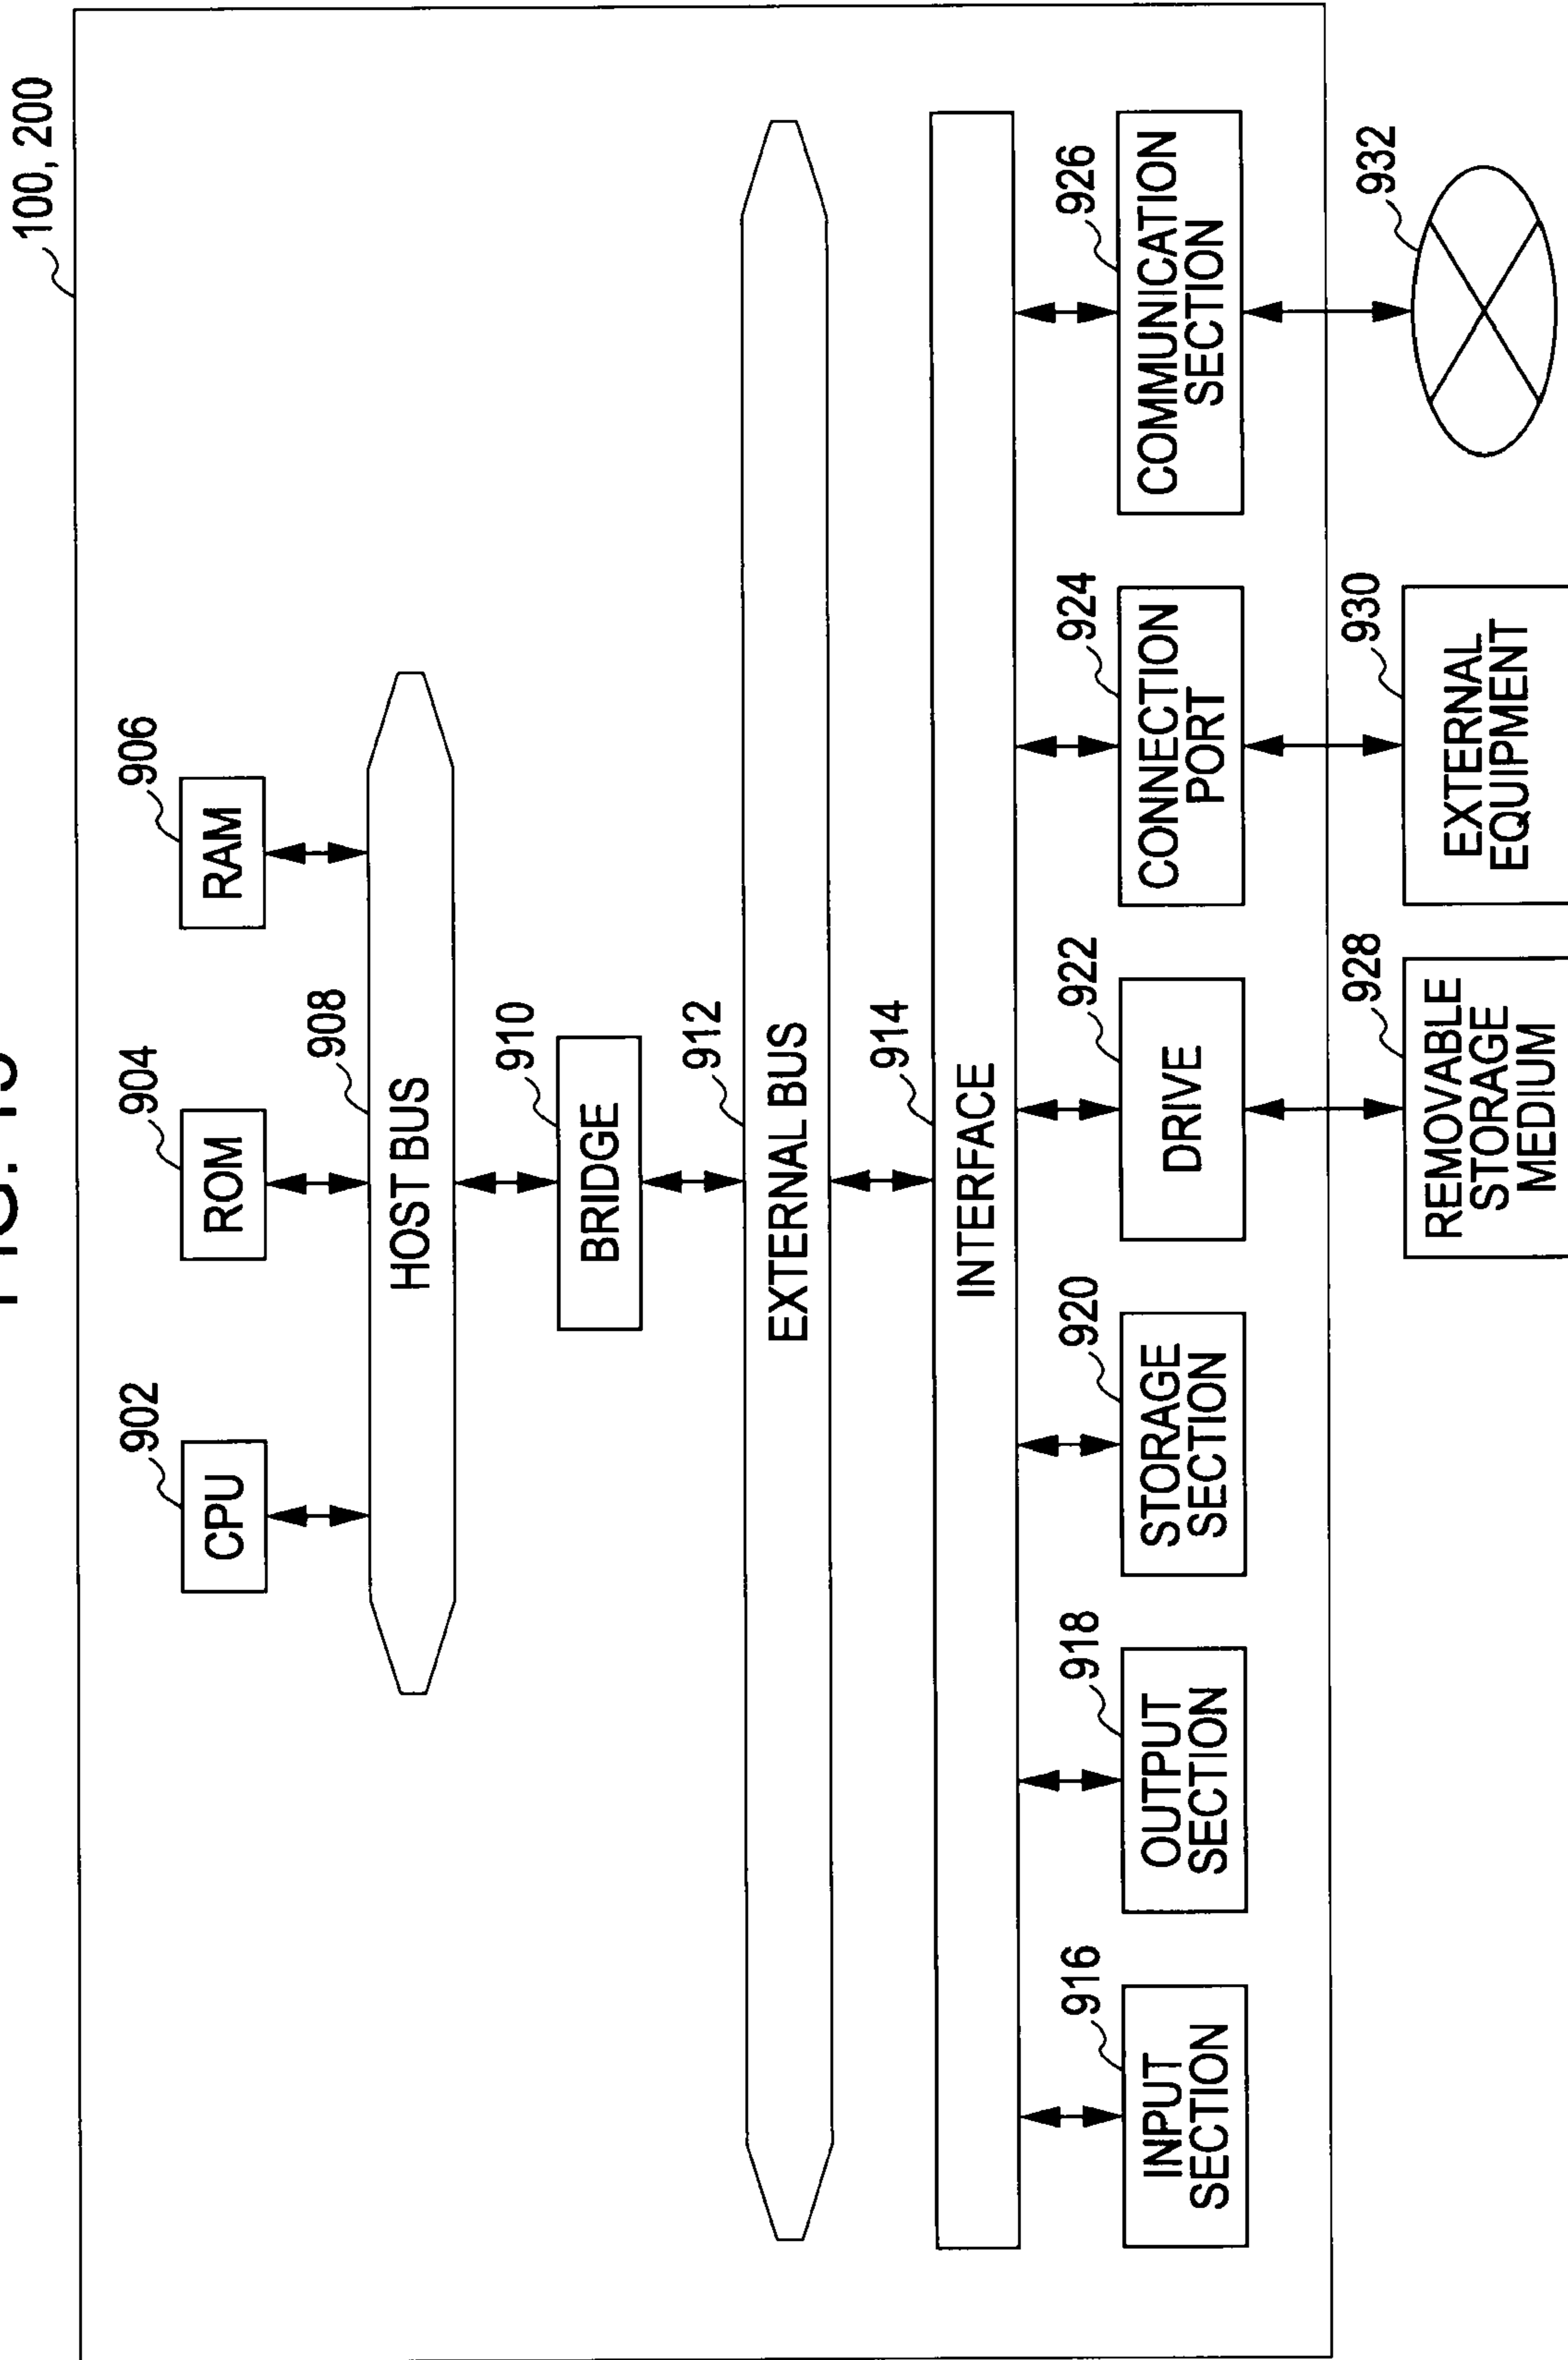 FIG.
100, 200
902
904
906
CPU
ROM
RAM
908
HOST BUS
910
BRIDGE
912
EXTERNAL BUS
914
INTERFACE
916
918
920
922
924
926
INPUT
SECTION
OUTPUT
SECTION
STORAGE
SECTION
DRIVE
CONNECTION
PORT
COMMUNICATION
SECTION
928
930
932
REMOVABLE
STORAGE
MEDIUM
EXTERNAL
EQUIPMENT